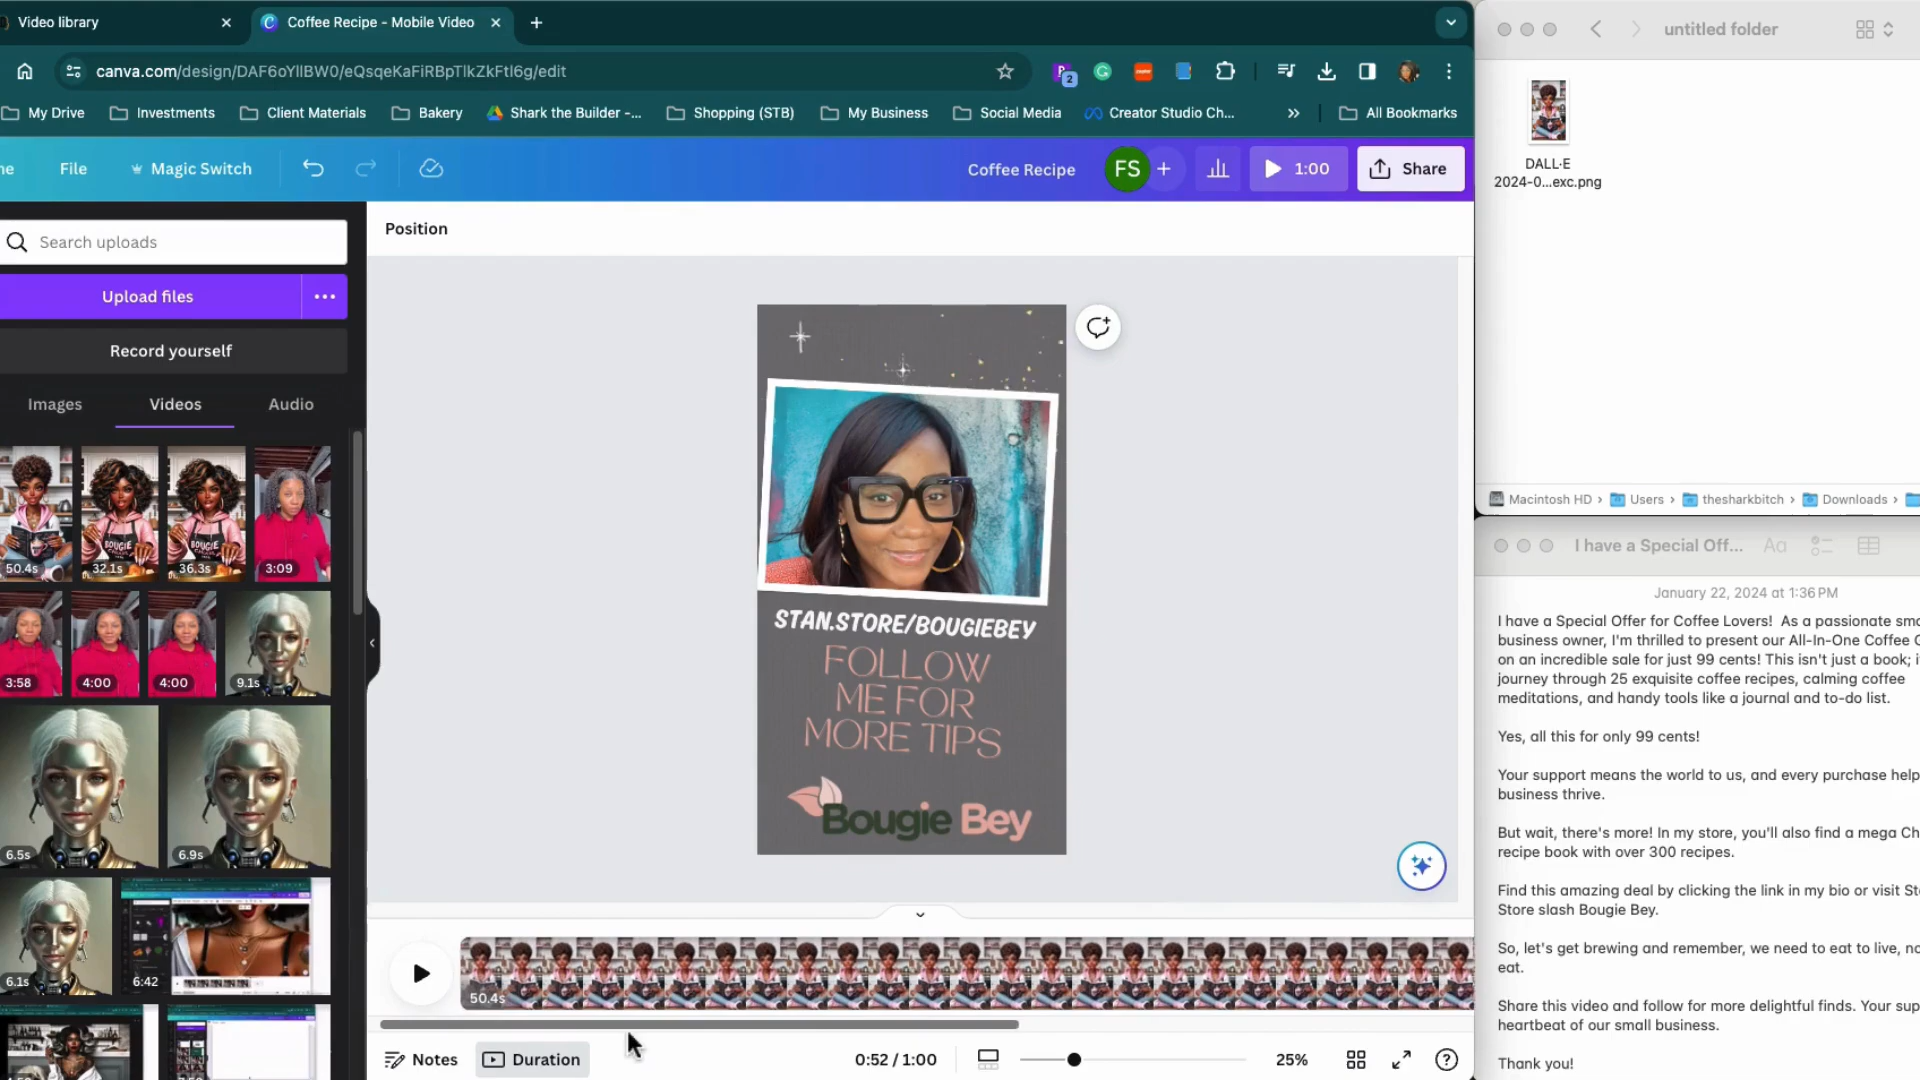 Video library
Coffee Recipe - Mobile Video
canva.com/design/DAF6oYllBW0/eQsqeKaFiRBpTlkZkFtl6g/edit
2
My Drive
Investments
Client Materials
Bakery
Shark the Builder -...
Shopping (STB)
My Business
Social Media
Creator Studio Ch...
All Bookmarks
File
Magic Switch
Coffee Recipe
FS
1:00
Share
Search uploads
Upload files
Record yourself
Images
Videos
Audio
50.4s
32.1s
36.3s
3:09
3:58
4:00
4:00
9.1s
6.5s
6.9s
6.1s
6:42
BOUGIE
BOUGIE
Position
STAN.STORE/BOUGIEBEY
FOLLOW
ME FOR
MORE TIPS
Bougie Bey
50.4s
Notes
Duration
0:52 / 1:00
25%
untitled folder
DALL·E
2024-0...exc.png
Macintosh HD
Users
thesharkbitch
Downloads
I have a Special Off...
Aa
January 22, 2024 at 1:36 PM
I have a Special Offer for Coffee Lovers! As a passionate
business owner, I'm thrilled to present our All-In-One Coffee
on an incredible sale for just 99 cents! This isn't just a book;
journey through 25 exquisite coffee recipes, calming coffee
meditations, and handy tools like a journal and to-do list.
Yes, all this for only 99 cents!
Your support means the world to us, and every purchase help
business thrive.
But wait, there's more! In my store, you'll also find a mega Ch
recipe book with over 300 recipes.
Find this amazing deal by clicking the link in my bio or visit
Store slash Bougie Bey.
So, let's get brewing and remember, we need to eat to live,
eat.
Share this video and follow for more delightful finds. Your
heartbeat of our small business.
Thank you!